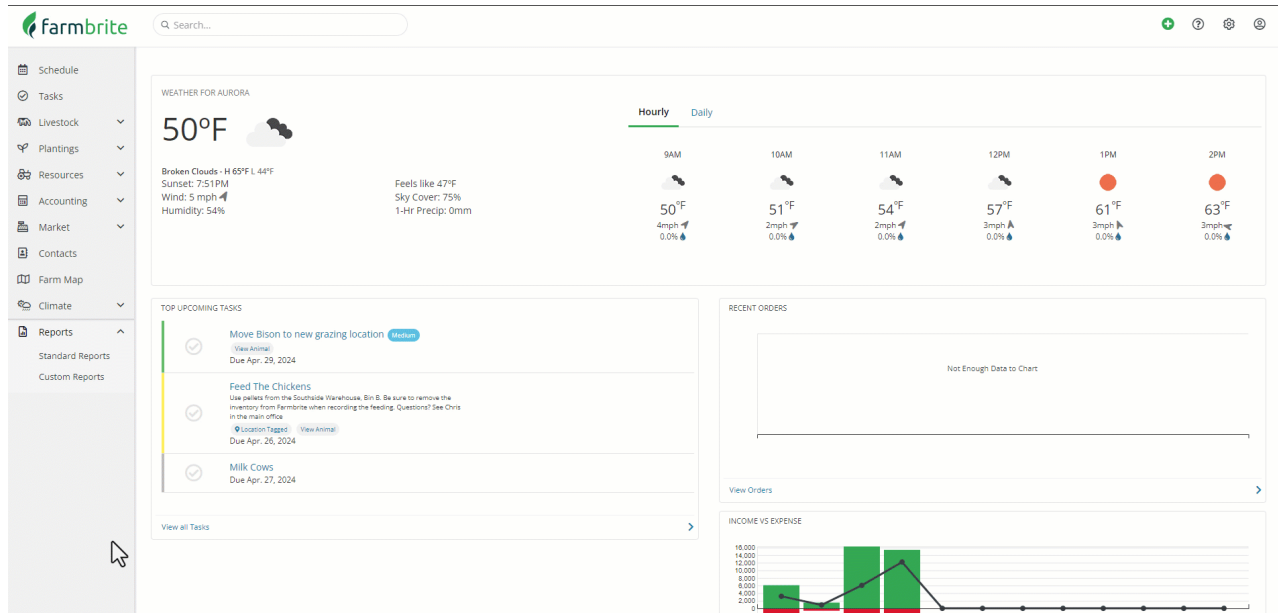 farmbrite
Search...
Schedule
Tasks
Livestock
Plantings
Resources
Accounting
Market
Contacts
Farm Map
Climate
Reports
Standard Reports
Custom Reports
WEATHER FOR AURORA
50°F
Broken Clouds - H 65°F L 44°F
Sunset: 7:51PM
Wind: 5 mph
Humidity: 54%
Feels like 47°F
Sky Cover: 75%
1-Hr Precip: 0mm
Hourly Daily
9AM 10AM 11AM 12PM 1PM 2PM
50°F 51°F 54°F 57°F 61°F 63°F
4mph 2mph 2mph 3mph 3mph 3mph
0.0% 0.0% 0.0% 0.0% 0.0% 0.0%
TOP UPCOMING TASKS
Move Bison to new grazing location Medium
View Animal
Due Apr. 29, 2024
Feed The Chickens
Use pellets from the Southside Warehouse, Bin B. Be sure to remove the
inventory from Farmbrite when recording the feeding. Questions? See Chris
in the main office
Location Tagged View Animal
Due Apr. 26, 2024
Milk Cows
Due Apr. 27, 2024
View all Tasks
RECENT ORDERS
Not Enough Data to Chart
View Orders
INCOME VS EXPENSE
16,000
14,000
12,000
10,000
8,000
6,000
4,000
2,000
0